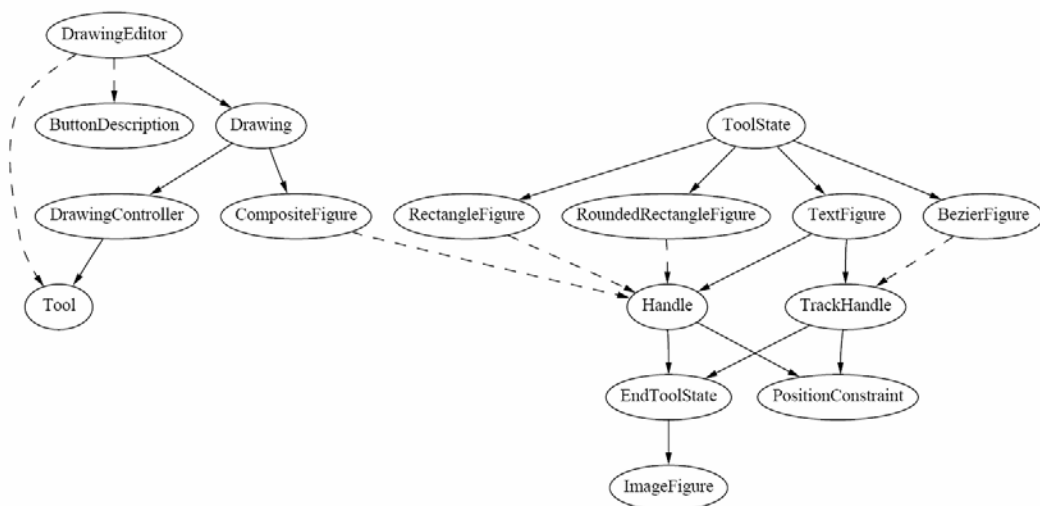 DrawingEditor
ButtonDescription
Drawing
ToolState
DrawingController
CompositeFigure
RectangleFigure
RoundedRectangleFigure
TextFigure
BezierFigure
Tool
Handle
TrackHandle
EndToolState
PositionConstraint
ImageFigure